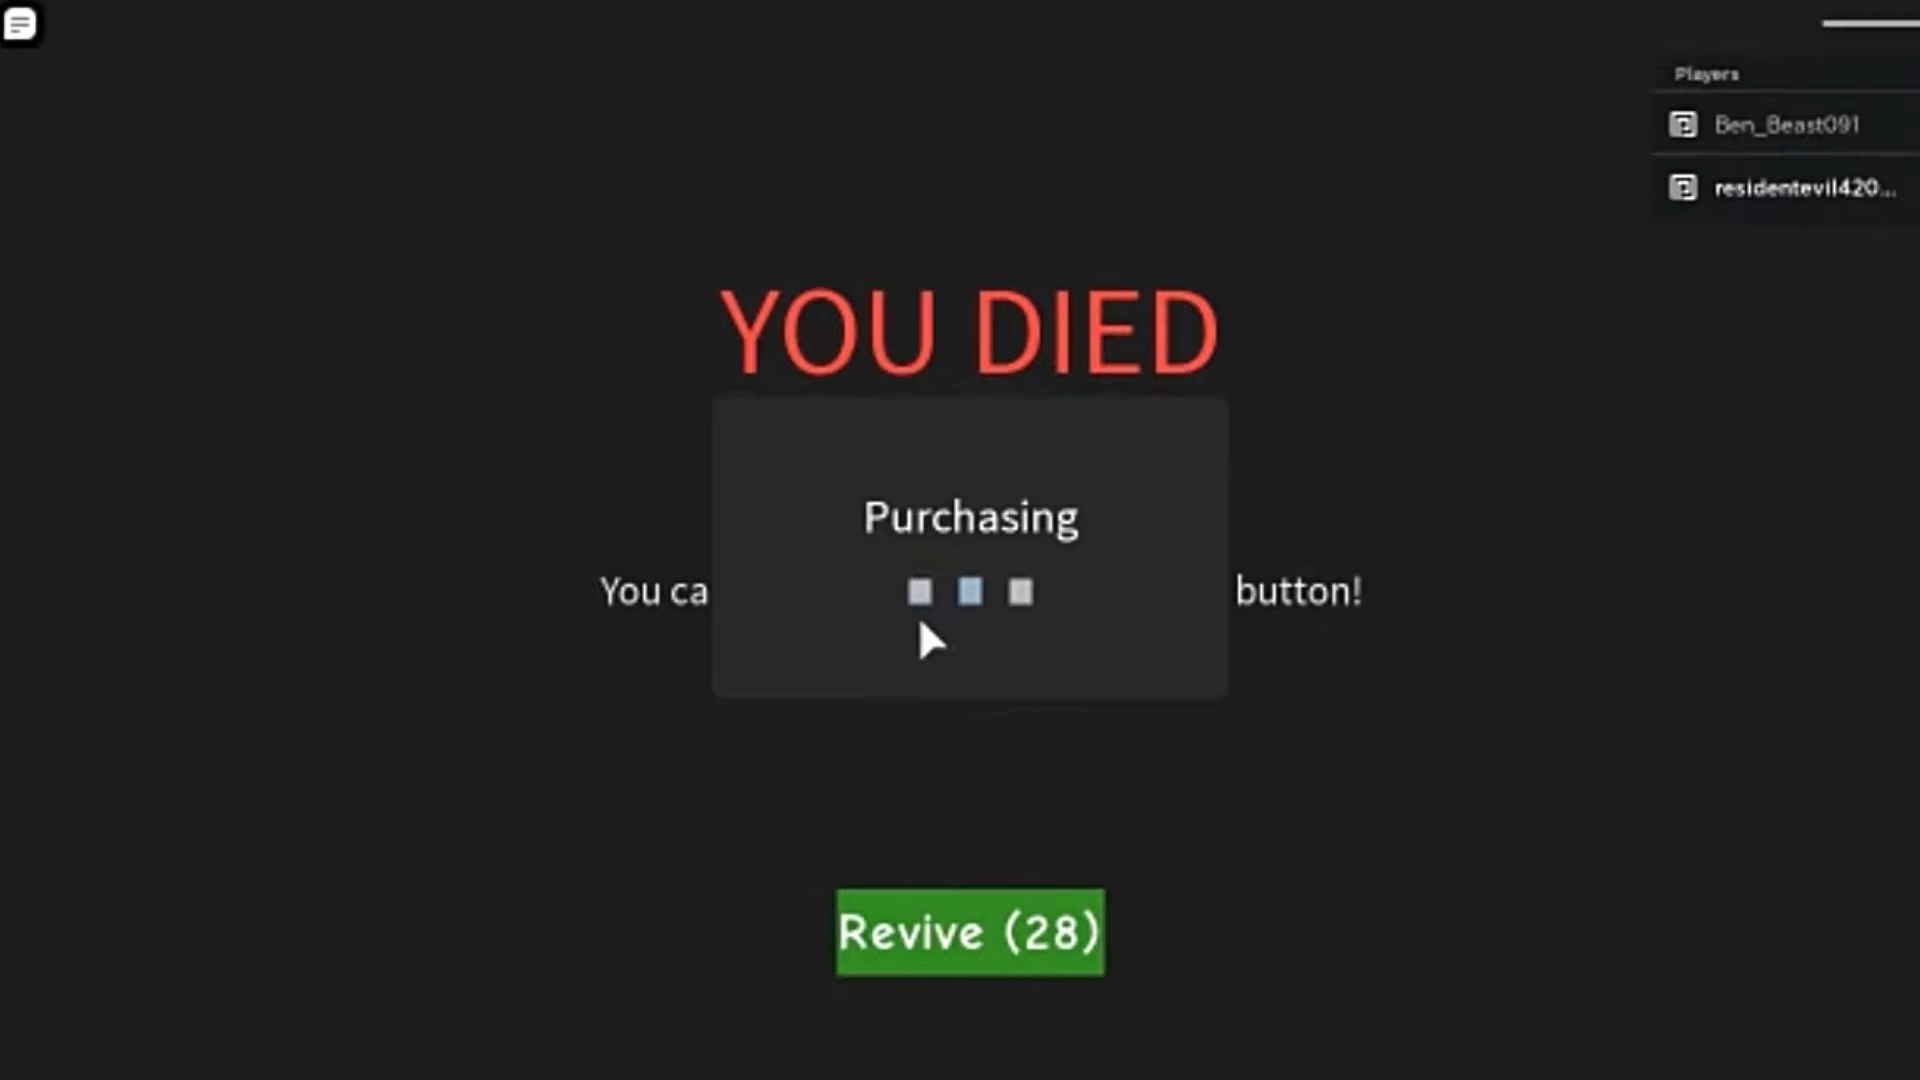 Players
Ben_Beast091
residentevil420...
YOU DIED
Purchasing
You ca button!
Revive (28)